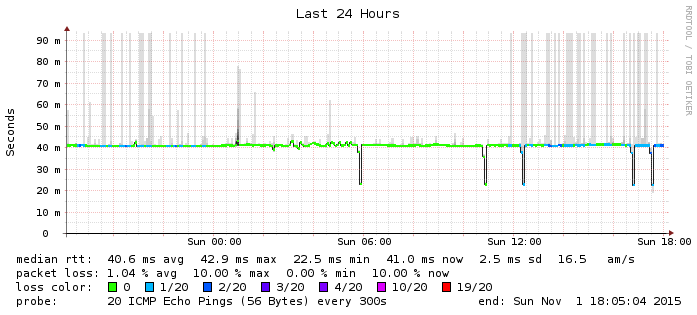 Last 24 Hours
RRDTOOL / TOBI OETIKER
Seconds
90 m
80 m
70 m
60 m
50 m
40 m
30 m
20 m
10 m
0
Sun 00:00 Sun 06:00 Sun 12:00 Sun 18:00
median rtt: 40.6 ms avg 42.9 ms max 22.5 ms min 41.0 ms now 2.5 ms sd 16.5 am/s
packet loss: 1.04 % avg 10.00 % max 0.00 % min 10.00 % now
loss color: 0 1/20 2/20 3/20 4/20 10/20 19/20
probe: 20 ICMP Echo Pings (56 Bytes) every 300s end: Sun Nov 1 18:05:04 2015